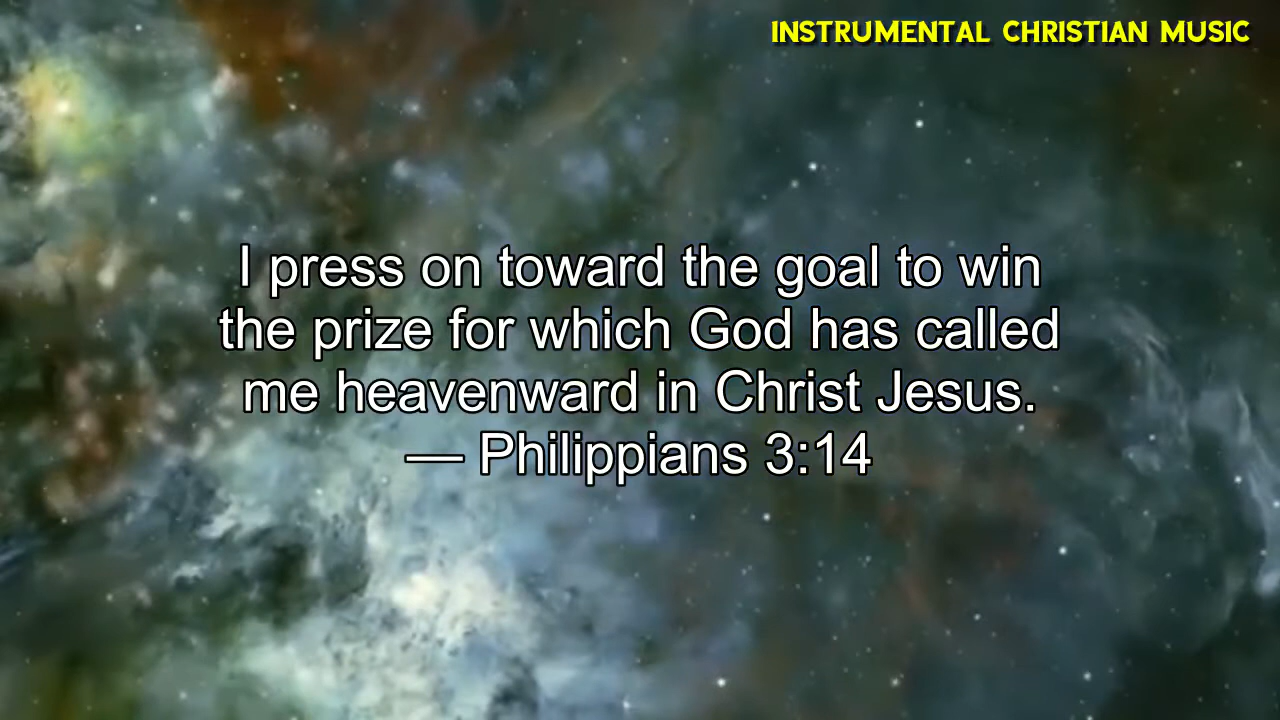 INSTRUMENTAL CHRISTIAN MUSIC
I press on toward the goal to win
the prize for which God has called
me heavenward in Christ Jesus.
— Philippians 3:14